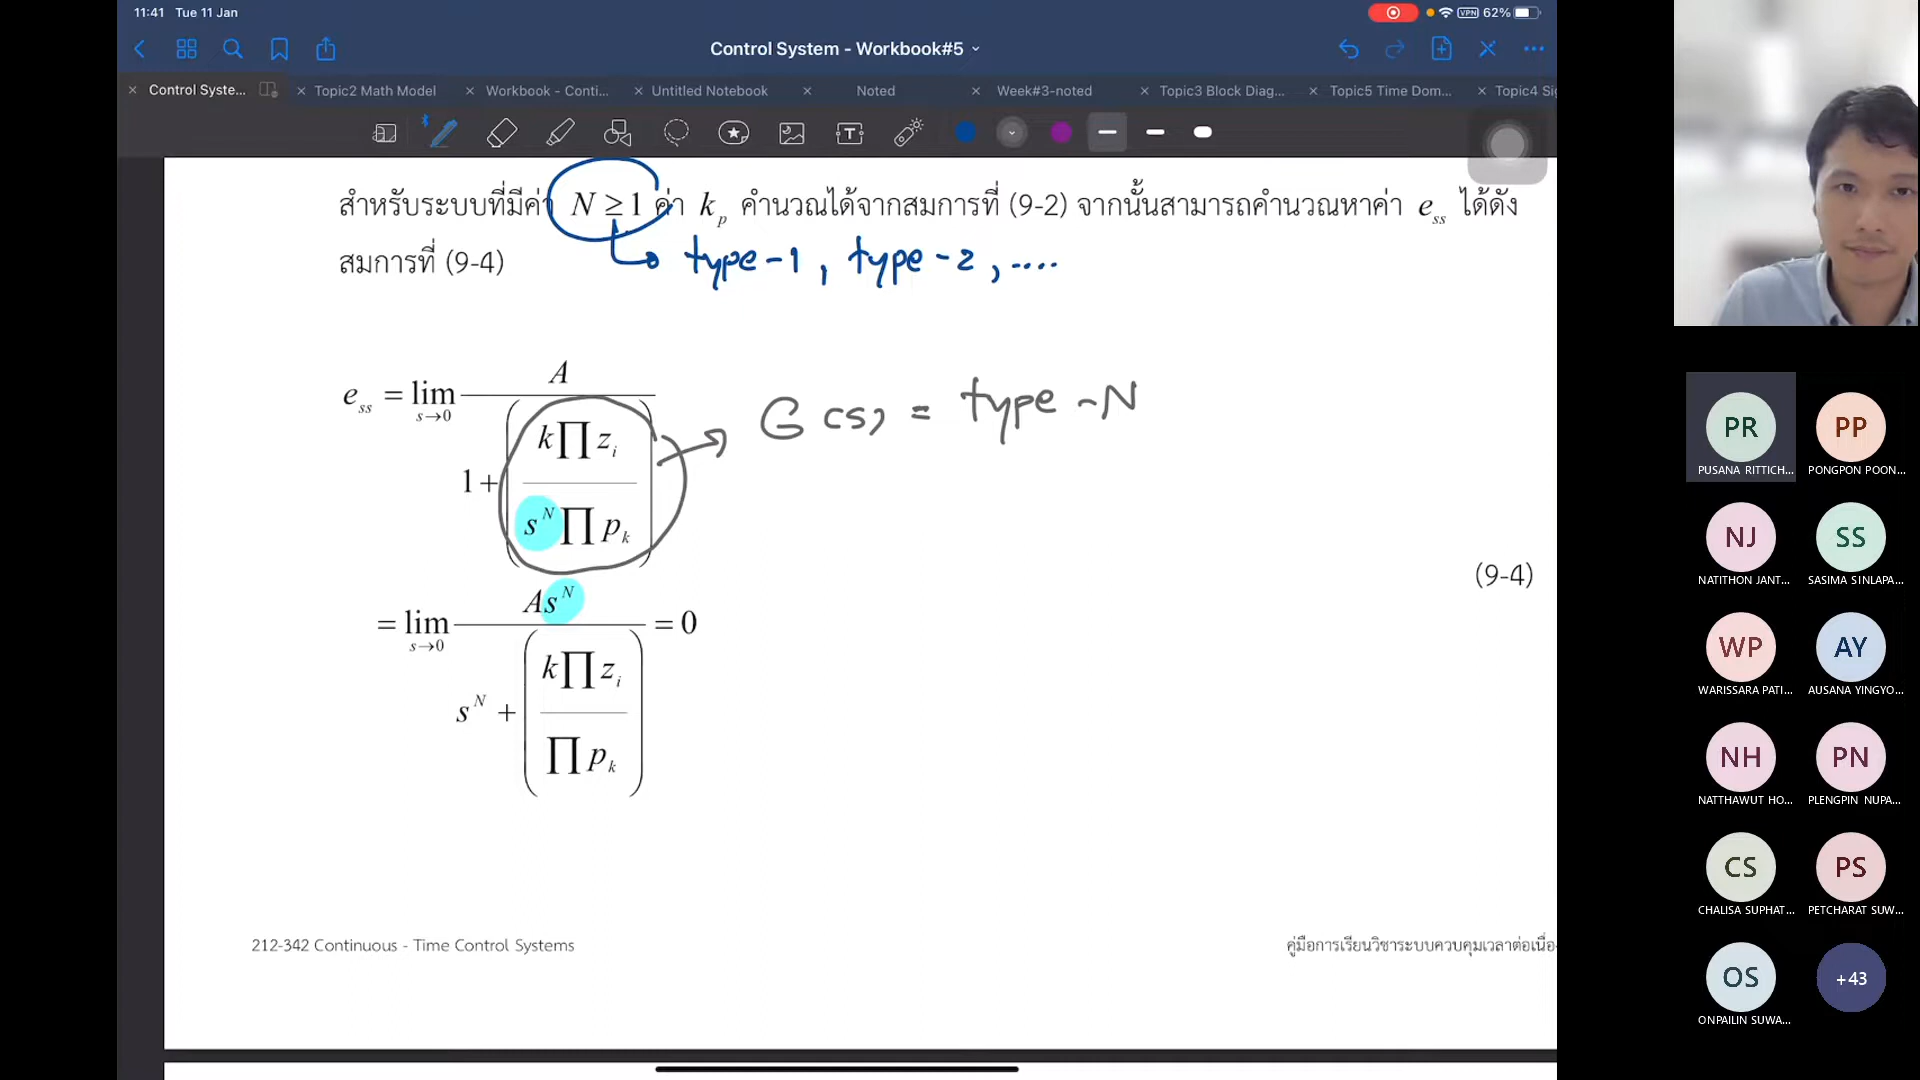 11:41 Tue 11 Jan
VPN 62%
Control System - Workbook#5
Control Syste...
Topic2 Math Model
Workbook - Conti...
Untitled Notebook
Noted
Week#3-noted
Topic3 Block Diag...
Topic5 Time Dom...
Topic4 Sig
สำหรับระบบที่มีค่า N ≥ 1 ค่า k_p คำนวณได้จากสมการที่ (9-2) จากนั้นสามารถคำนวณหาค่า e_ss ได้ดัง
สมการที่ (9-4)
type-1, type-2, ....
e_ss = lim_{s→0} A / (1 + (k∏z_i / s^N∏p_k))
G(s) = type-N
= lim_{s→0} As^N / (s^N + (k∏z_i / ∏p_k)) = 0
(9-4)
212-342 Continuous - Time Control Systems
คู่มือการเรียนวิชาระบบควบคุมเวลาต่อเนื่อง
PR
PUSANA RITTICH...
PP
PONGPON POON...
NJ
NATITHON JANT...
SS
SASIMA SINLAPA...
WP
WARISSARA PATI...
AY
AUSANA YINGYO...
NH
NATTHAWUT HO...
PN
PLENGPIN NUPA...
CS
CHALISA SUPHAT...
PS
PETCHARAT SUW...
OS
ONPAILIN SUWA...
+43